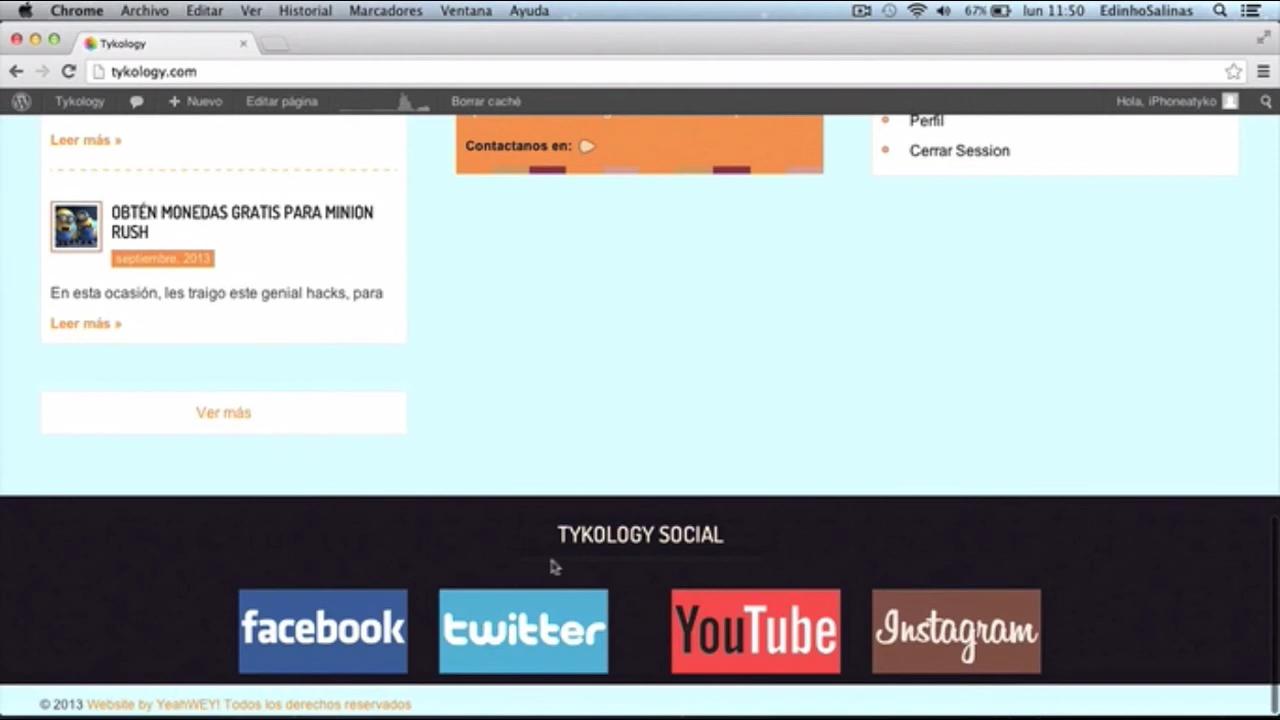 Chrome Archivo Editar Ver Historial Marcadores Ventana Ayuda 67% lun 11:50 EdinhoSalinas
Tykology
tykology.com
Tykology Nuevo Editar página Borrar caché Hola, iPhoneatyko
Leer más »
OBTÉN MONEDAS GRATIS PARA MINION
RUSH
septiembre, 2013
En esta ocasión, les traigo este genial hacks, para
Leer más »
Ver más
Contactanos en:
Perfil
Cerrar Session
TYKOLOGY SOCIAL
facebook twitter YouTube Instagram
© 2013 Website by YeahWEY! Todos los derechos reservados